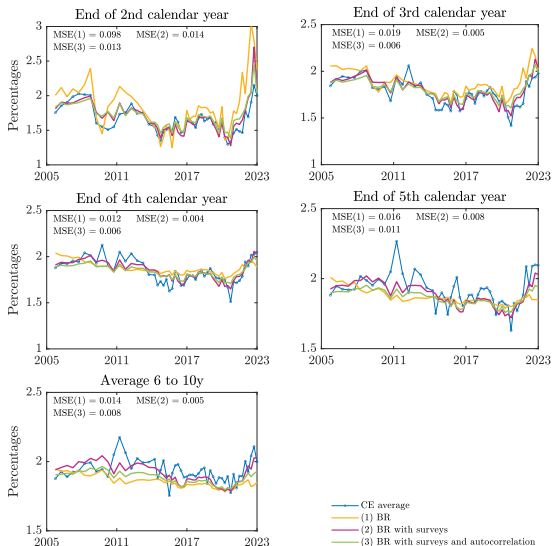 End of 2nd calendar year
MSE(1) = 0.098 MSE(2) = 0.014
MSE(3) = 0.013
Percentages
3
2.5
2
1.5
1
2005 2011 2017 2023
End of 3rd calendar year
MSE(1) = 0.019 MSE(2) = 0.005
MSE(3) = 0.006
2.5
2
1.5
1
2005 2011 2017 2023
End of 4th calendar year
MSE(1) = 0.012 MSE(2) = 0.004
MSE(3) = 0.006
Percentages
2.5
2
1.5
1
2005 2011 2017 2023
End of 5th calendar year
MSE(1) = 0.016 MSE(2) = 0.008
MSE(3) = 0.011
2.5
2
1.5
2005 2011 2017 2023
Average 6 to 10y
MSE(1) = 0.014 MSE(2) = 0.005
MSE(3) = 0.008
Percentages
2.5
2
1.5
2005 2011 2017 2023
CE average
(1) BR
(2) BR with surveys
(3) BR with surveys and autocorrelation